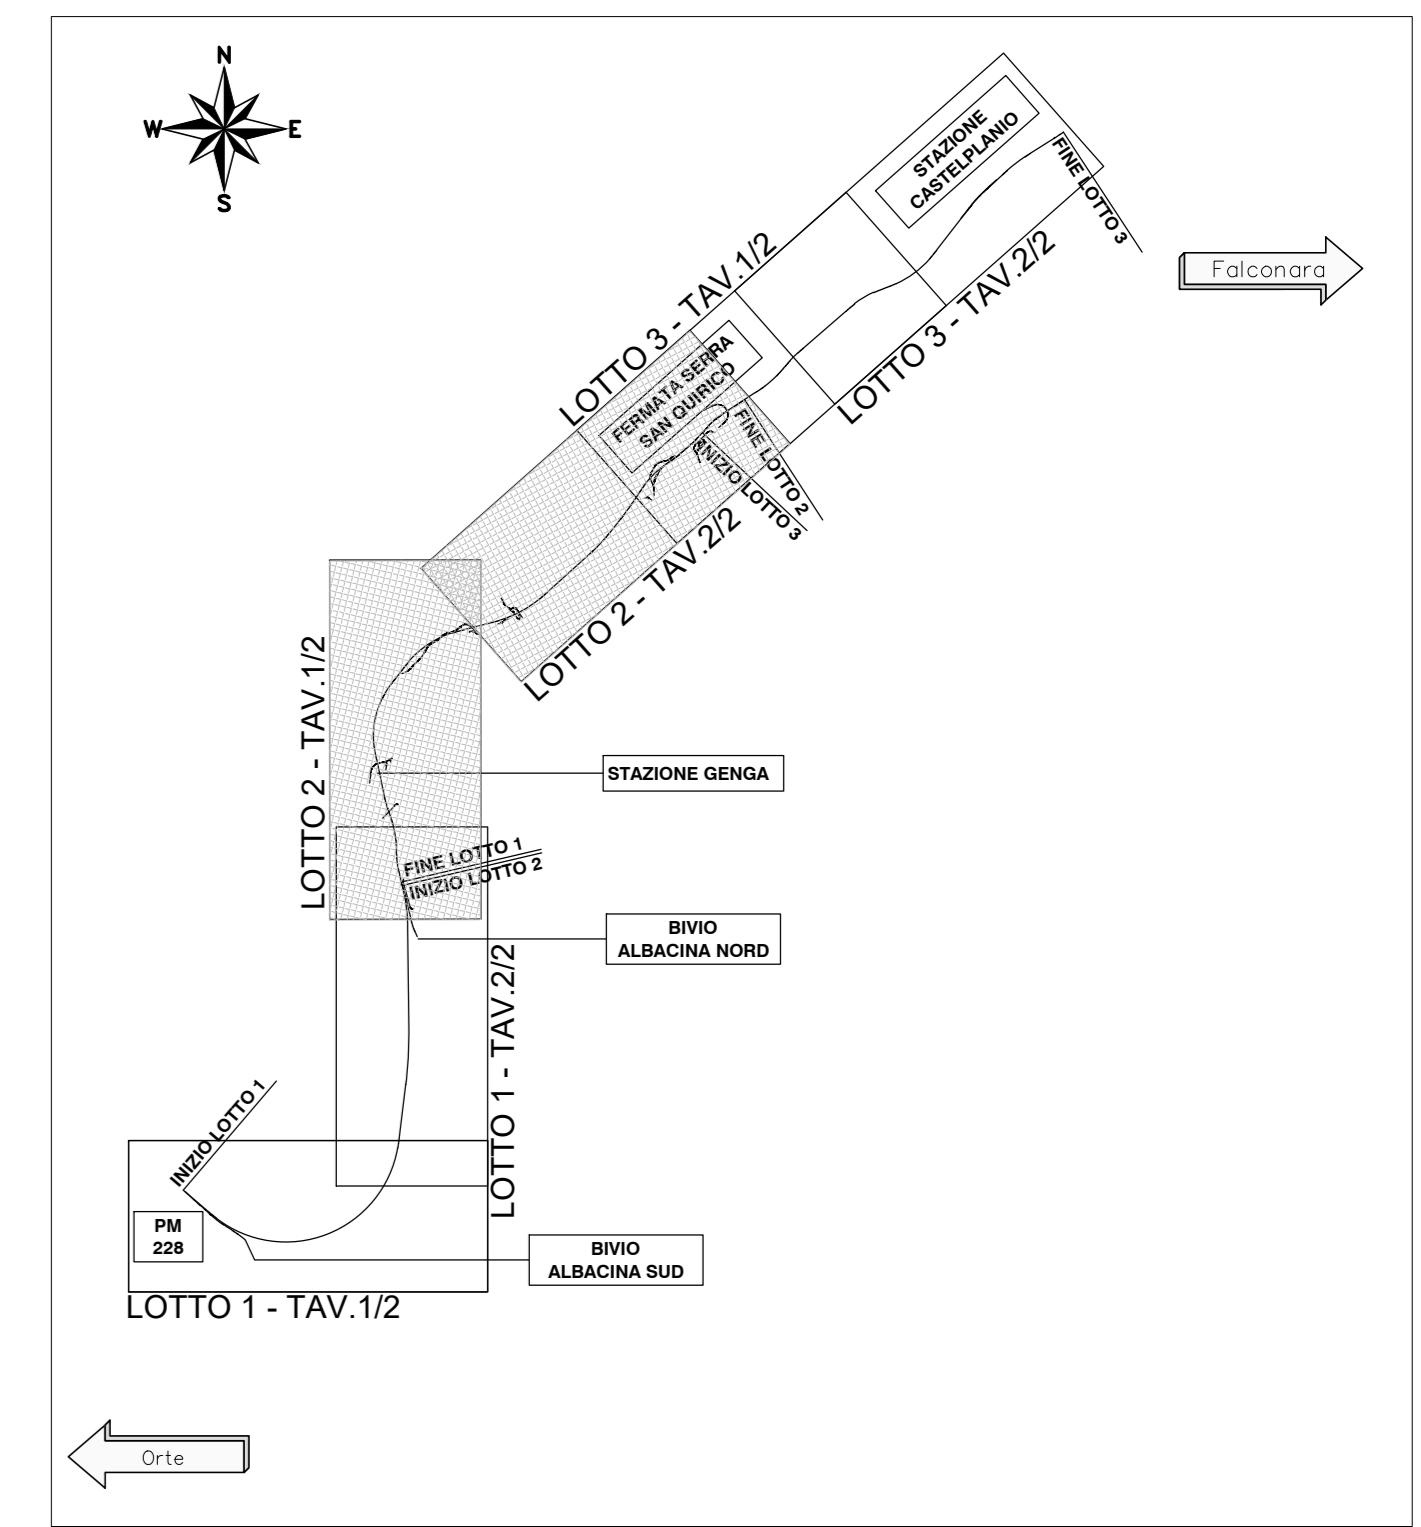 N
W
E
S
STAZIONE
CASTELPLANIO
FINE LOTTO 3
Falconara
LOTTO 3 - TAV.1/2
LOTTO 3 - TAV.2/2
FERMATA SERRA
SAN QUIRICO
FINE LOTTO 2
INIZIO LOTTO 3
LOTTO 2 - TAV.2/2
LOTTO 2 - TAV.1/2
STAZIONE GENGA
FINE LOTTO 1
INIZIO LOTTO 2
BIVIO
ALBACINA NORD
LOTTO 1 - TAV.2/2
INIZIO LOTTO 1
PM
228
BIVIO
ALBACINA SUD
LOTTO 1 - TAV.1/2
Orte